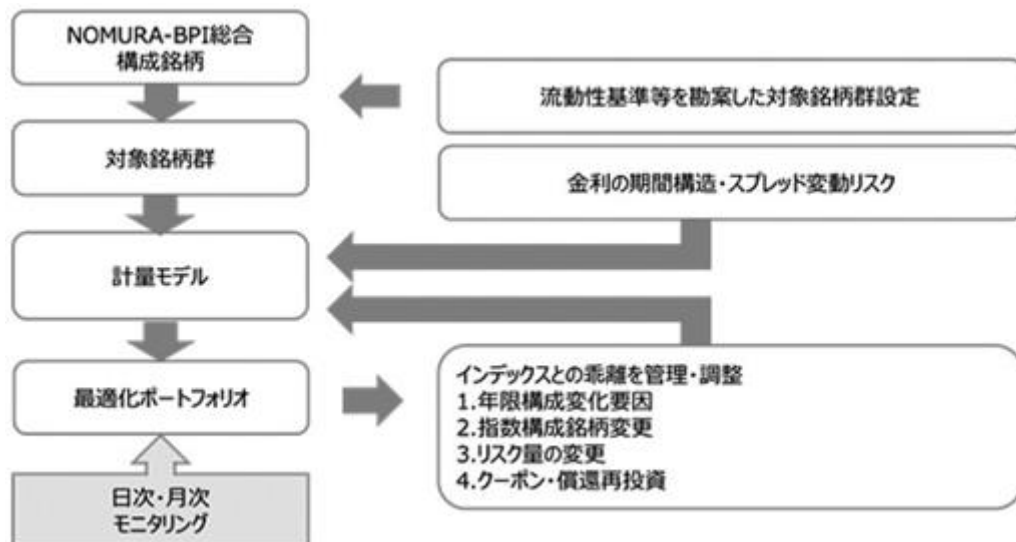 NOMURA-BPI総合
構成銘柄
流動性基準等を勘案した対象銘柄群設定
対象銘柄群
金利の期間構造・スプレッド変動リスク
計量モデル
最適化ポートフォリオ
インデックスとの乖離を管理・調整
1.年限構成変化要因
2.指数構成銘柄変更
3.リスク量の変更
4.クーポン・償還再投資
日次・月次
モニタリング